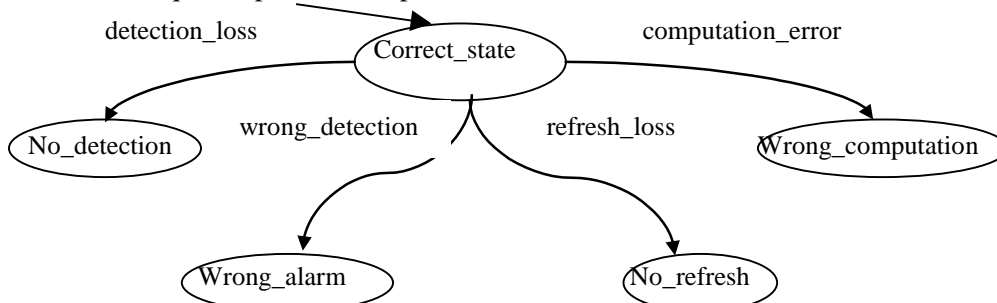 detection_loss
Correct_state
computation_error
wrong_detection
refresh_loss
No_detection
Wrong_computation
Wrong_alarm
No_refresh